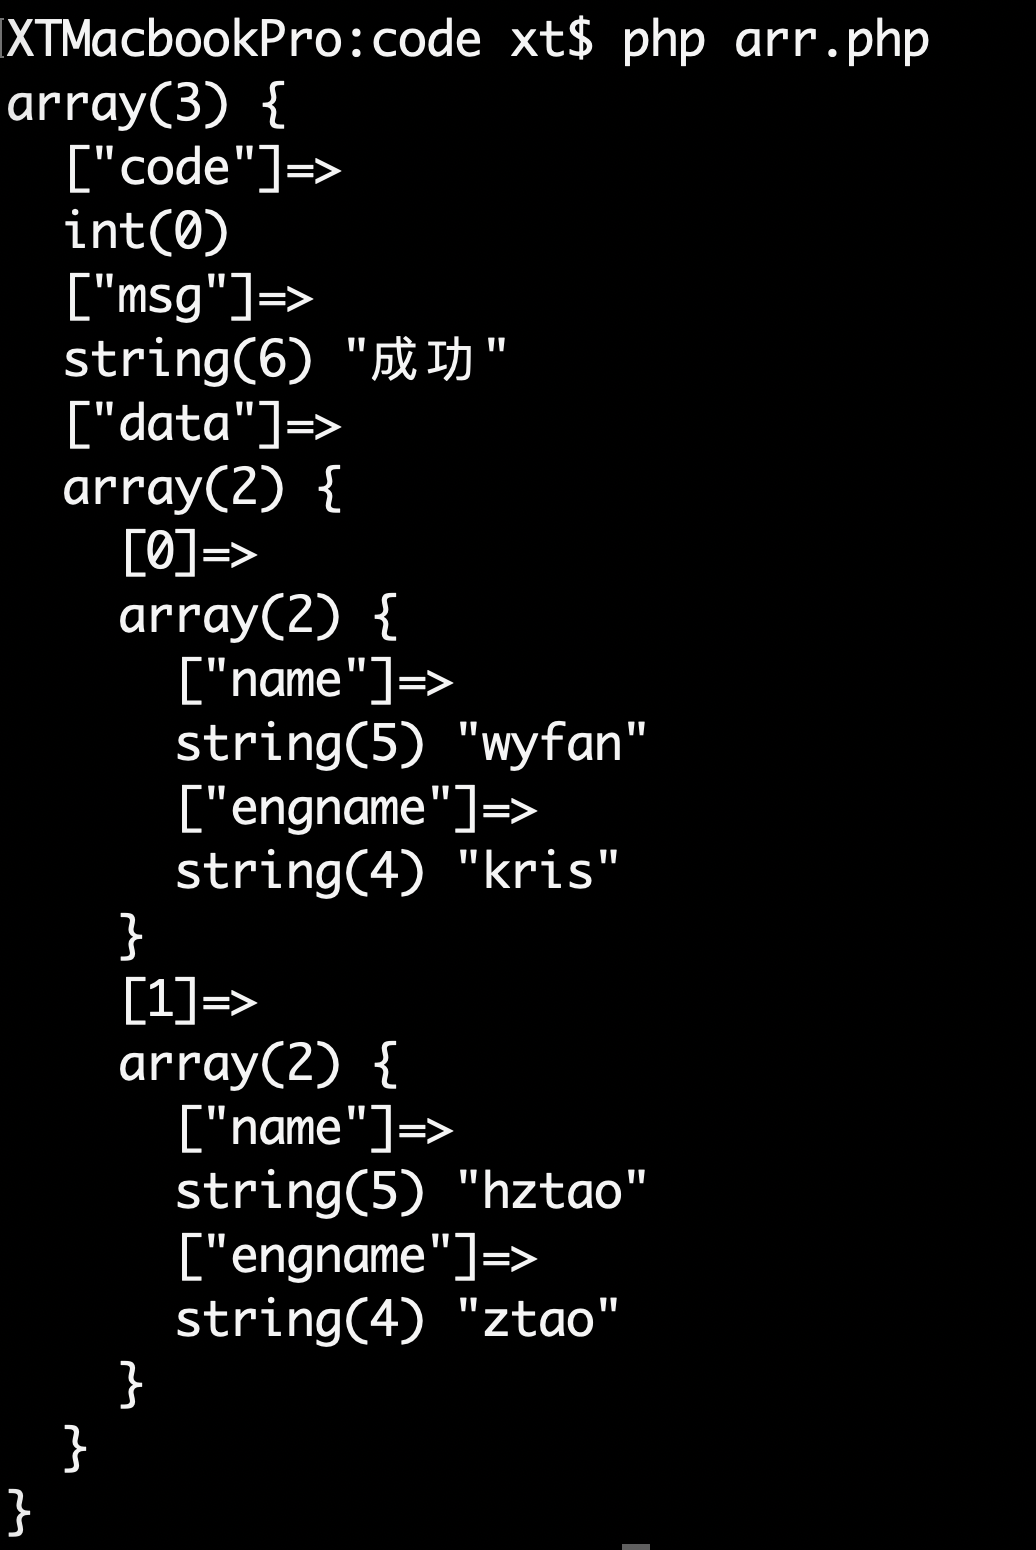 XTMacbookPro:code xt$ php arr.php
array(3) {
  ["code"]=>
  int(0)
  ["msg"]=>
  string(6) "成功"
  ["data"]=>
  array(2) {
    [0]=>
    array(2) {
      ["name"]=>
      string(5) "wyfan"
      ["engname"]=>
      string(4) "kris"
    }
    [1]=>
    array(2) {
      ["name"]=>
      string(5) "hztao"
      ["engname"]=>
      string(4) "ztao"
    }
  }
}